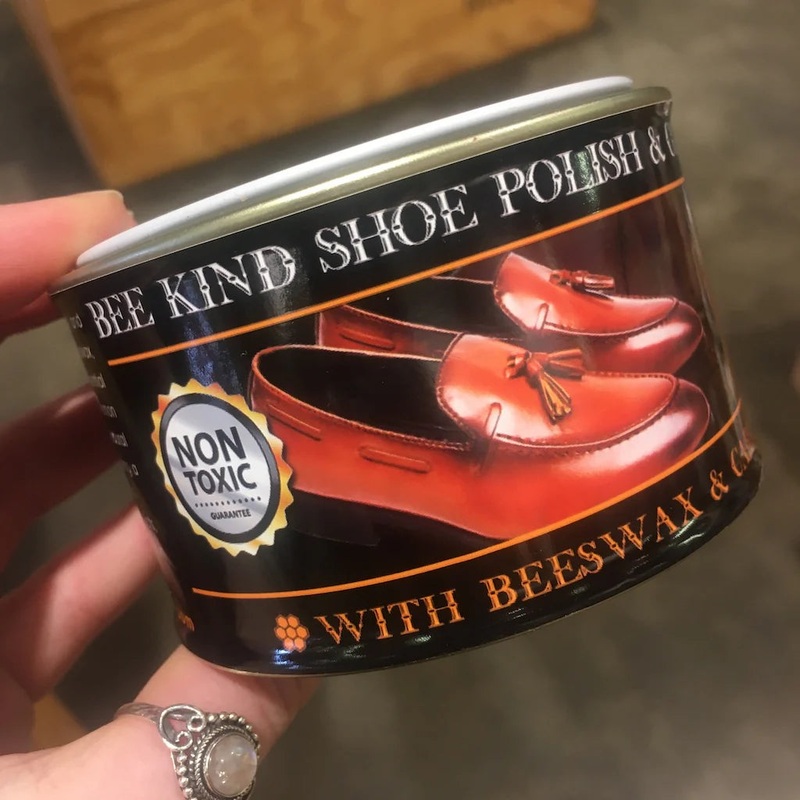 BEE KIND SHOE POLISH &
NON
TOXIC
GUARANTEE
WITH BEESWAX &